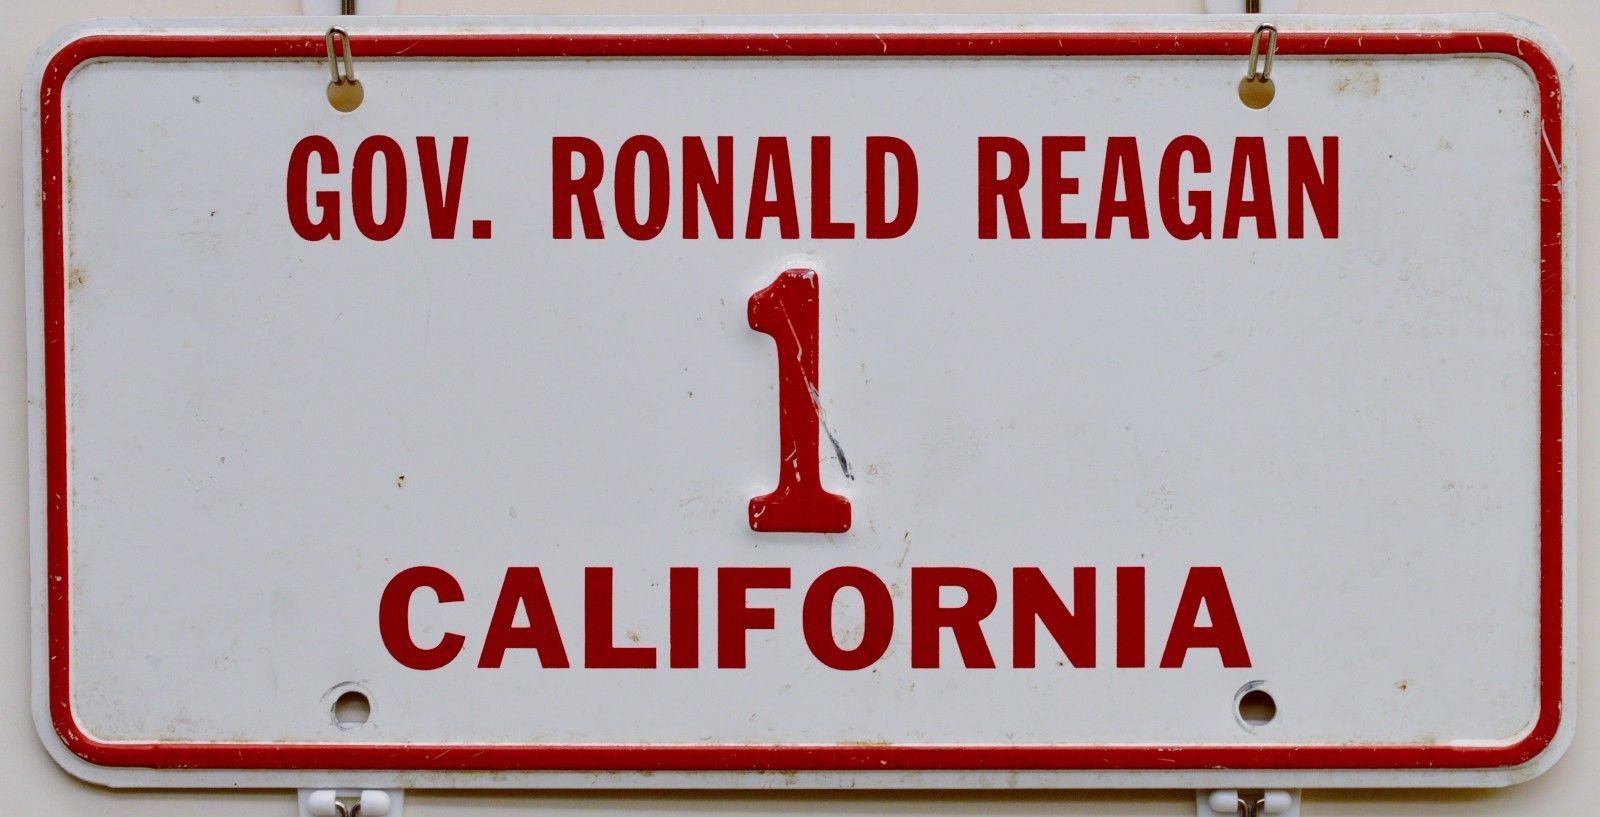 GOV. RONALD REAGAN
1
CALIFORNIA